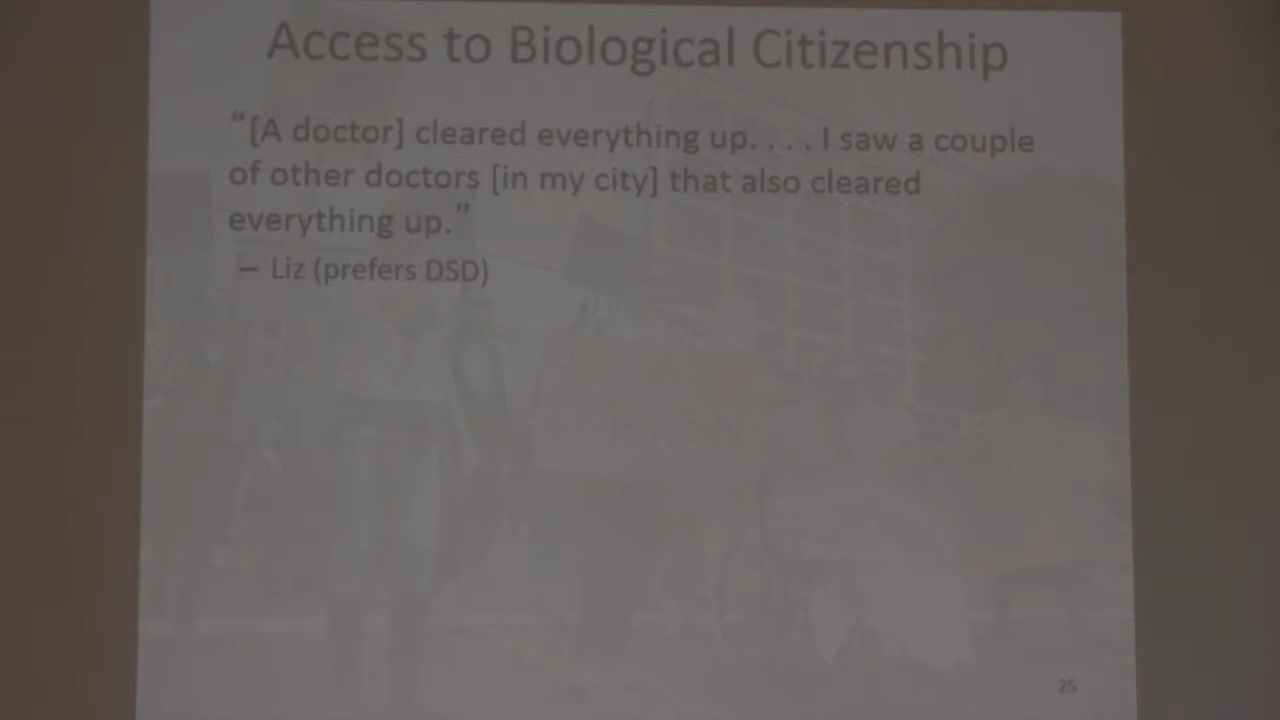 Access to Biological Citizenship
“[A doctor] cleared everything up. . . . I saw a couple
of other doctors [in my city] that also cleared
everything up.”
– Liz (prefers DSD)
25